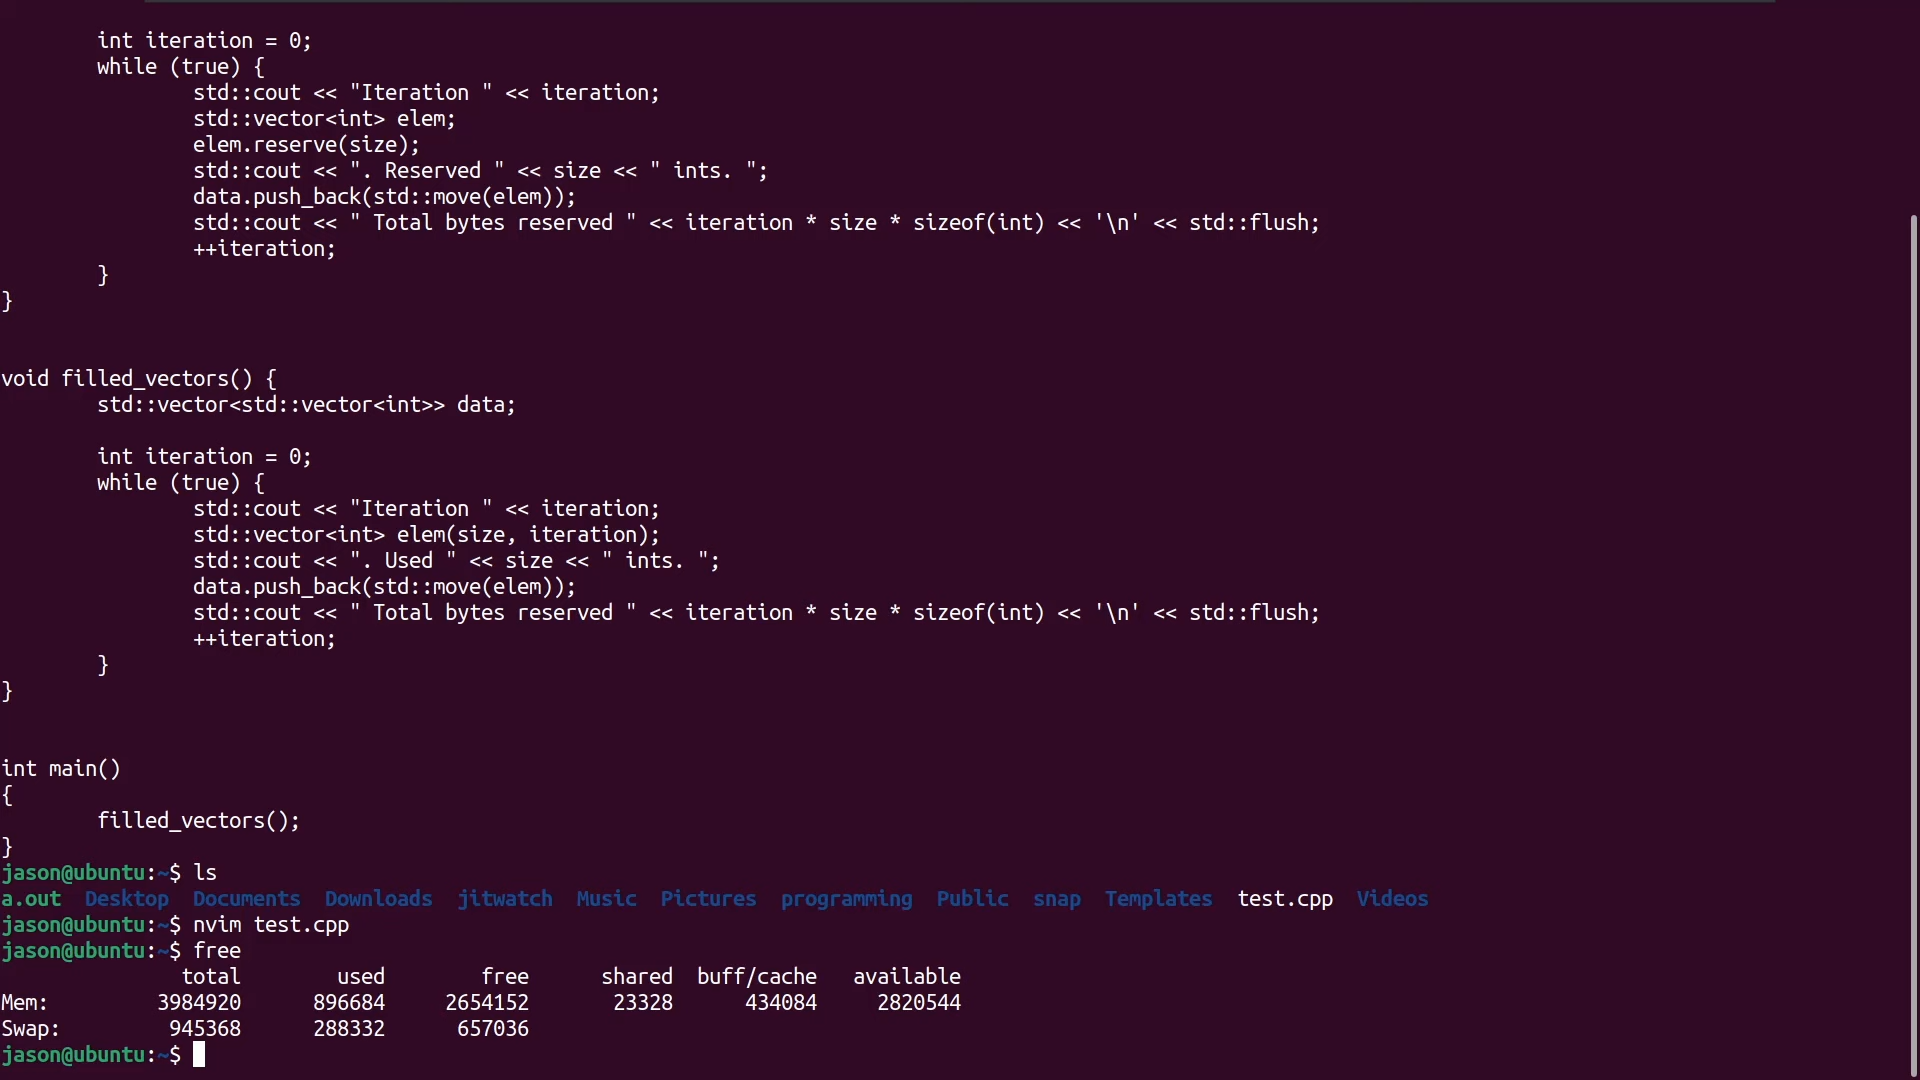 int iteration = 0;
while (true) {
std::cout << "Iteration " << iteration;
std::vector<int> elem;
elem.reserve(size);
std::cout << ". Reserved " << size << " ints. ";
data.push_back(std::move(elem));
std::cout << " Total bytes reserved " << iteration * size * sizeof(int) << '\n' << std::flush;
++iteration;
}
}
void filled_vectors() {
std::vector<std::vector<int>> data;
int iteration = 0;
while (true) {
std::cout << "Iteration " << iteration;
std::vector<int> elem(size, iteration);
std::cout << ". Used " << size << " ints. ";
data.push_back(std::move(elem));
std::cout << " Total bytes reserved " << iteration * size * sizeof(int) << '\n' << std::flush;
++iteration;
}
}
int main()
{
filled_vectors();
}
jason@ubuntu:~$ ls
a.out  Desktop  Documents  Downloads  jitwatch  Music  Pictures  programming  Public  snap  Templates  test.cpp  Videos
jason@ubuntu:~$ nvim test.cpp
jason@ubuntu:~$ free
total        used        free      shared  buff/cache   available
Mem:         3984920      896684     2654152       23328      434084     2820544
Swap:         945368      288332      657036
jason@ubuntu:~$